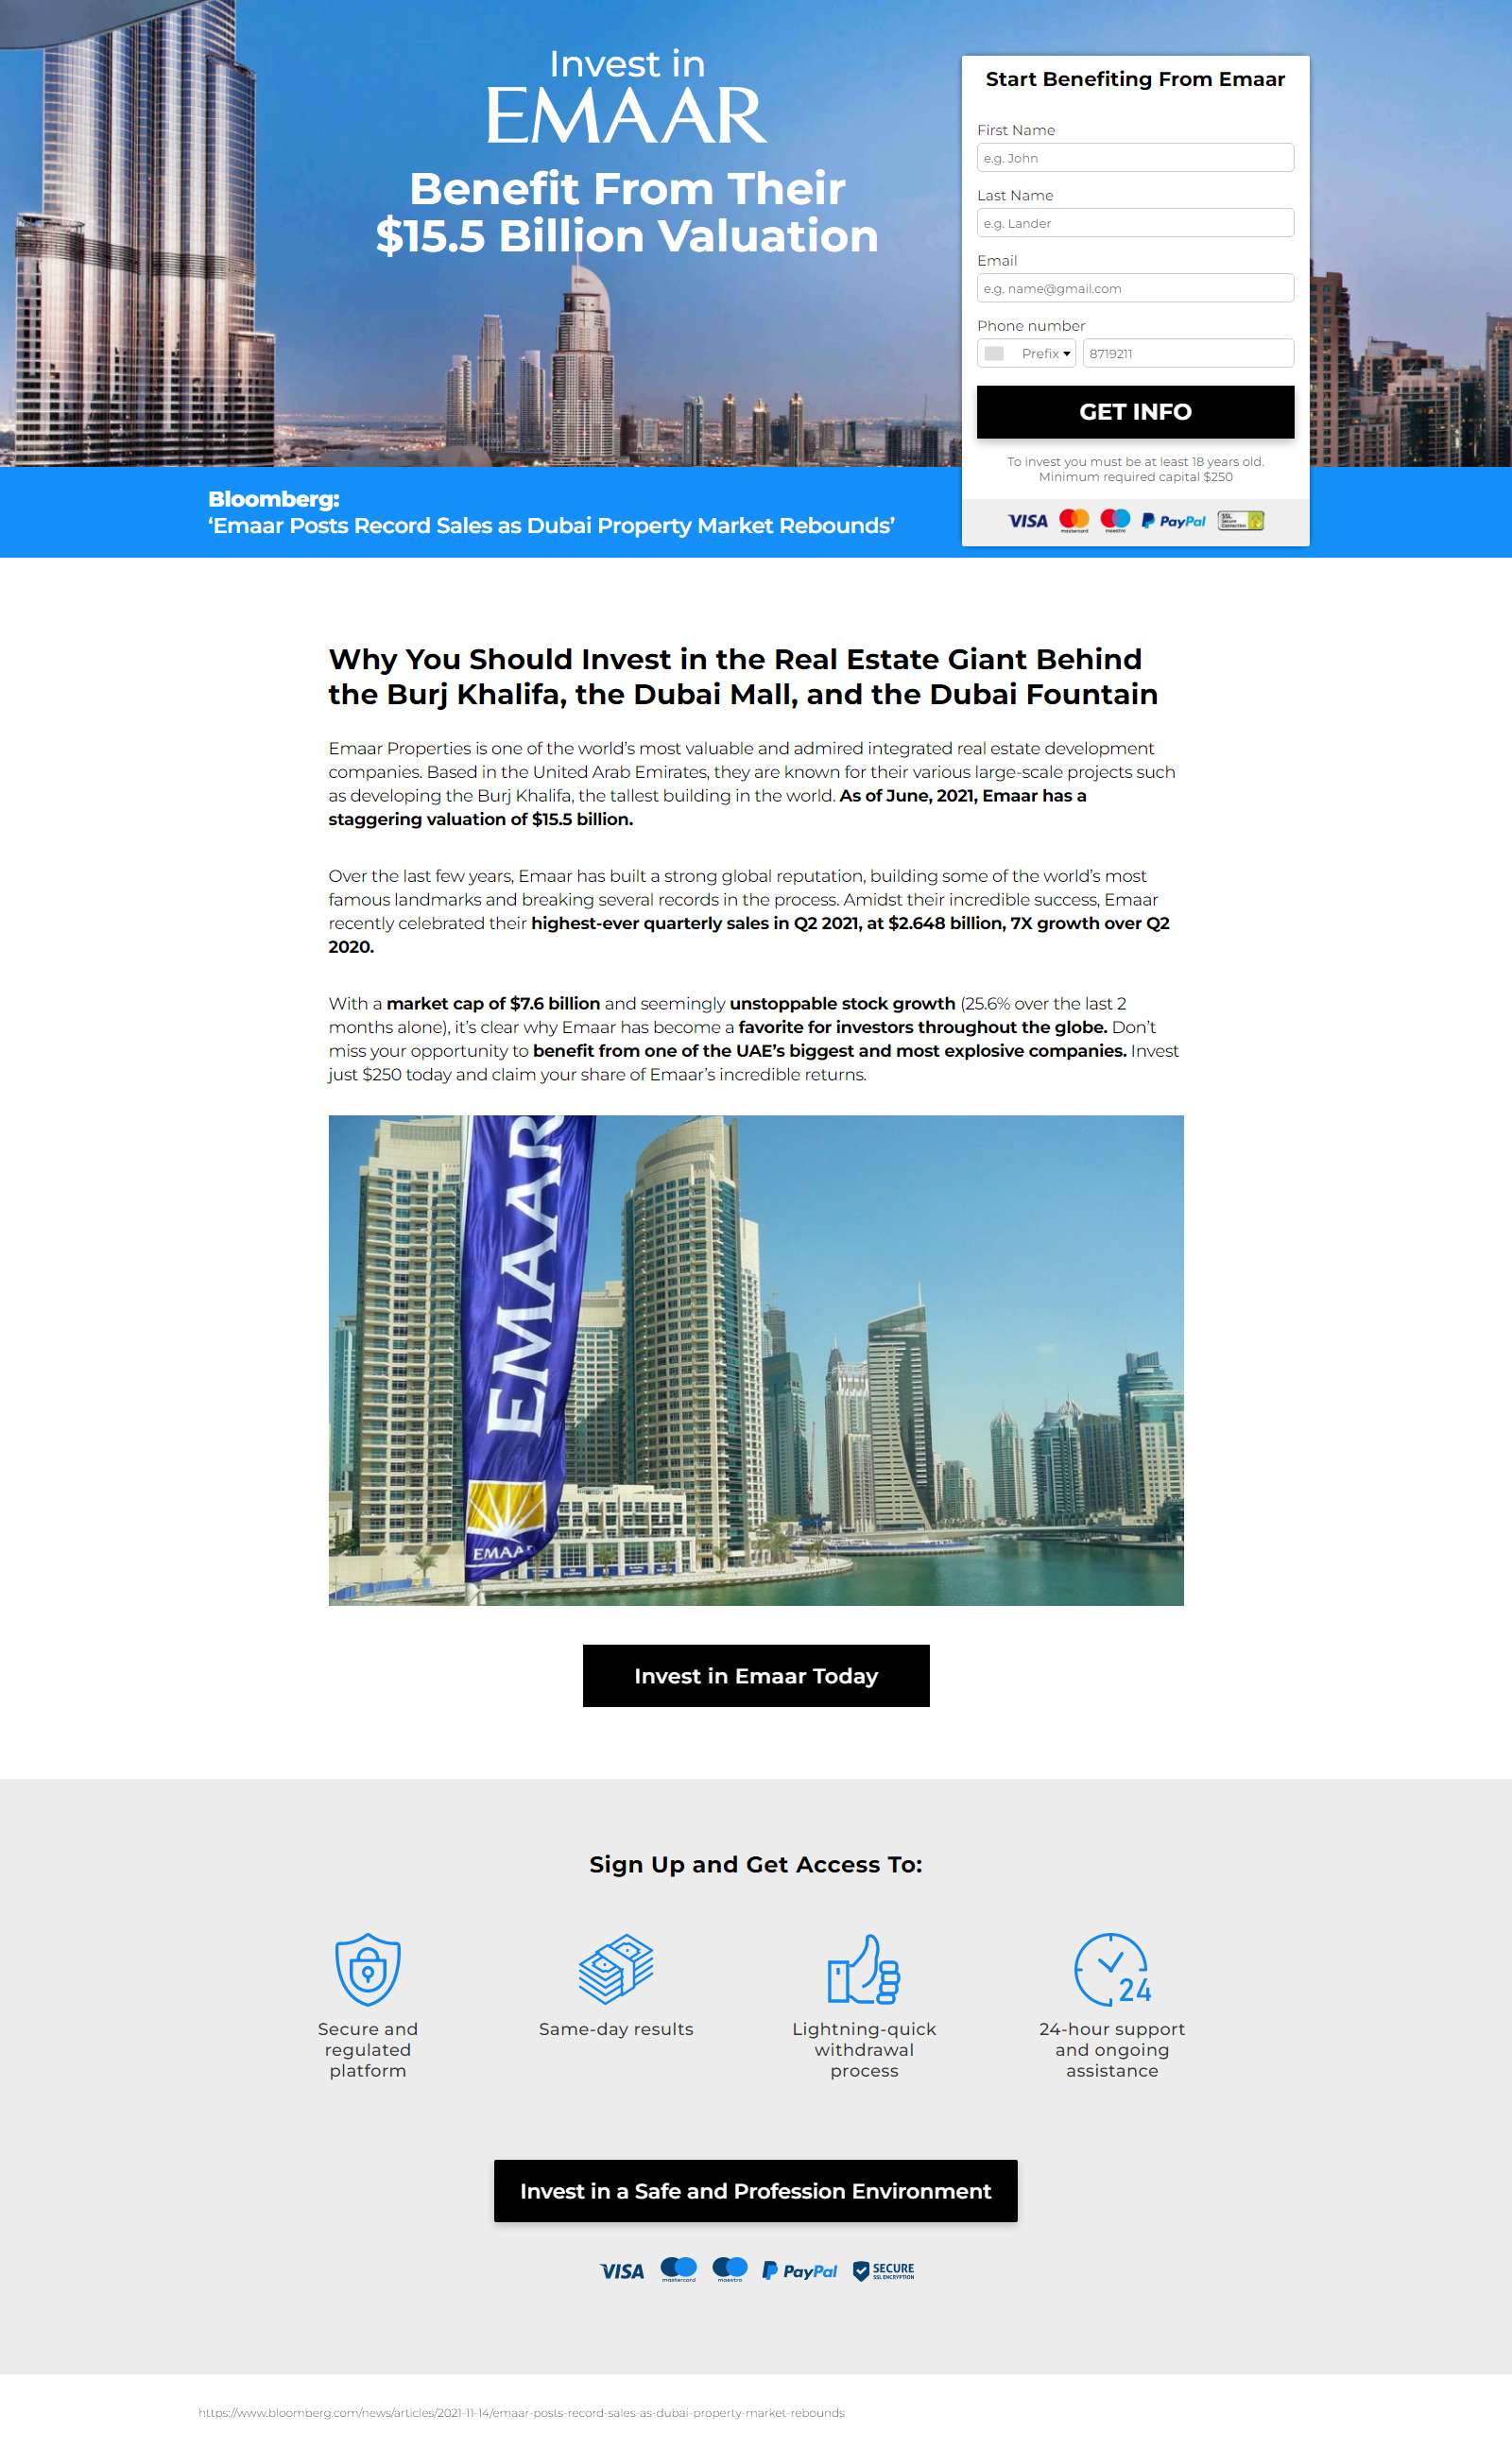 Invest in
EMAAR
Benefit From Their
$15.5 Billion Valuation
Start Benefiting From Emaar
First Name
e.g. John
Last Name
e.g. Lander
Email
e.g. name@gmail.com
Phone number
Prefix
8719211
GET INFO
To invest you must be at least 18 years old.
Minimum required capital $250
VISA mastercard maestro PayPal SSL Secure Connection
Bloomberg:
‘Emaar Posts Record Sales as Dubai Property Market Rebounds’
Why You Should Invest in the Real Estate Giant Behind
the Burj Khalifa, the Dubai Mall, and the Dubai Fountain
Emaar Properties is one of the world’s most valuable and admired integrated real estate development
companies. Based in the United Arab Emirates, they are known for their various large-scale projects such
as developing the Burj Khalifa, the tallest building in the world. As of June, 2021, Emaar has a
staggering valuation of $15.5 billion.
Over the last few years, Emaar has built a strong global reputation, building some of the world’s most
famous landmarks and breaking several records in the process. Amidst their incredible success, Emaar
recently celebrated their highest-ever quarterly sales in Q2 2021, at $2.648 billion, 7X growth over Q2
2020.
With a market cap of $7.6 billion and seemingly unstoppable stock growth (25.6% over the last 2
months alone), it’s clear why Emaar has become a favorite for investors throughout the globe. Don’t
miss your opportunity to benefit from one of the UAE’s biggest and most explosive companies. Invest
just $250 today and claim your share of Emaar’s incredible returns.
EMAAR
EMAAR
Invest in Emaar Today
Sign Up and Get Access To:
24
Secure and
regulated
platform
Same-day results
Lightning-quick
withdrawal
process
24-hour support
and ongoing
assistance
Invest in a Safe and Profession Environment
VISA mastercard maestro PayPal SECURE
SSL ENCRYPTION
https://www.bloomberg.com/news/articles/2021-11-14/emaar-posts-record-sales-as-dubai-property-market-rebounds